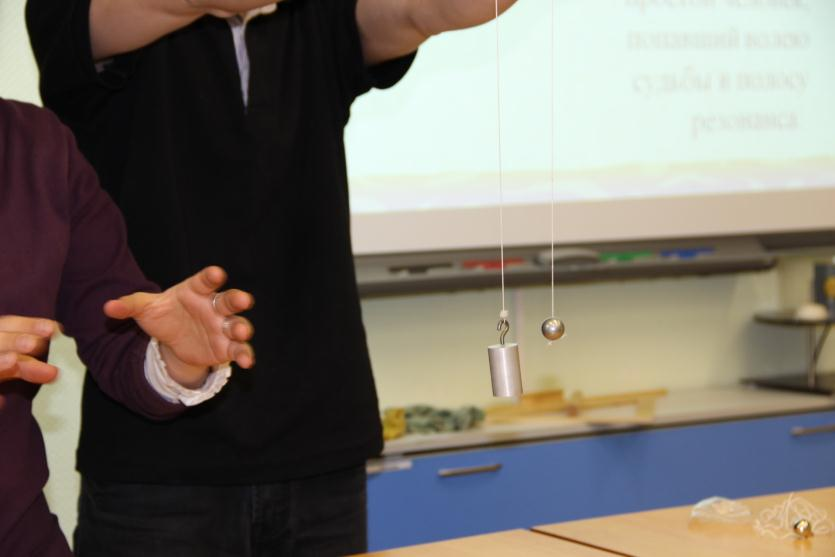 простой человек,
попавший волею
судьбы в полосу
резонанса